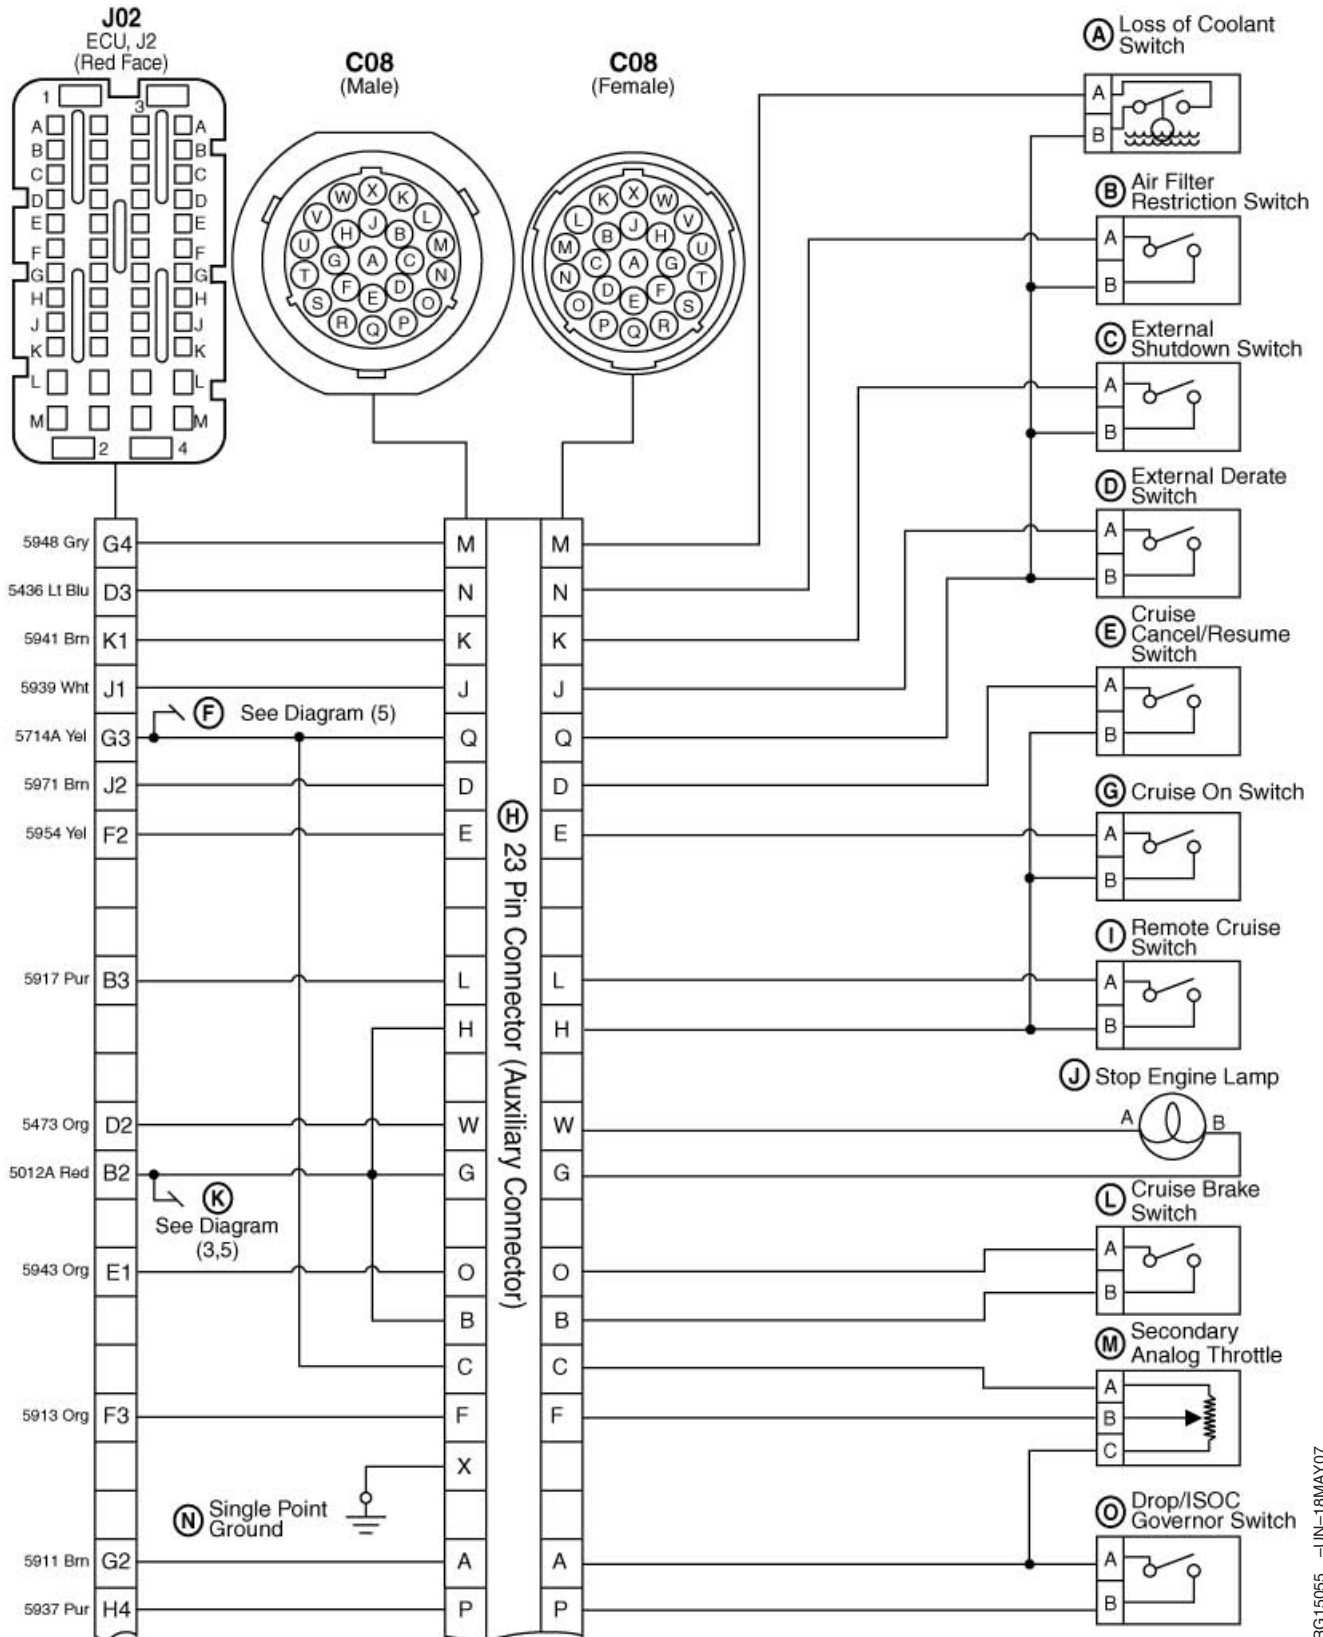 J02
ECU, J2
(Red Face)
C08
(Male)
C08
(Female)
1
3
A
A
B
B
C
C
D
D
E
E
F
F
G
G
H
H
J
J
K
K
L
L
M
M
2
4
X
W
K
V
L
J
H
B
U
M
G
A
C
T
N
F
D
E
S
O
R
P
Q
X
K
W
L
V
J
B
H
M
U
C
A
G
N
T
D
F
E
O
S
P
R
Q
A Loss of Coolant
Switch
A
B
B Air Filter
Restriction Switch
A
B
C External
Shutdown Switch
A
B
D External Derate
Switch
A
B
E Cruise
Cancel/Resume
Switch
A
B
G Cruise On Switch
A
B
I Remote Cruise
Switch
A
B
J Stop Engine Lamp
A
B
L Cruise Brake
Switch
A
B
M Secondary
Analog Throttle
A
B
C
O Drop/ISOC
Governor Switch
A
B
5948 Gry G4 M M
5436 Lt Blu D3 N N
5941 Brn K1 K K
5939 Wht J1 J J
F See Diagram (5)
5714A Yel G3 Q Q
5971 Brn J2 D D
5954 Yel F2 E E
H 23 Pin Connector (Auxiliary Connector)
5917 Pur B3 L L
H H
5473 Org D2 W W
5012A Red B2 G G
K
See Diagram
(3,5)
5943 Org E1 O O
B B
C C
5913 Org F3 F F
X
N Single Point
Ground
5911 Brn G2 A A
5937 Pur H4 P P
RG15055 –UN–18MAY07